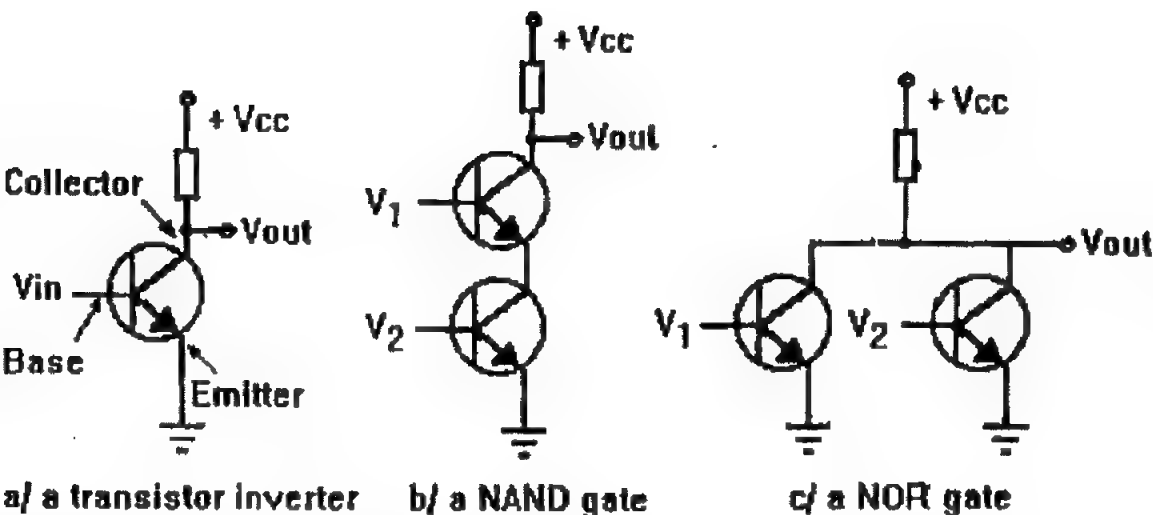 + Vcc
Collector
Vout
Vin
Base
Emitter
a/ a transistor inverter
+ Vcc
Vout
V1
V2
b/ a NAND gate
+ Vcc
Vout
V1
V2
c/ a NOR gate